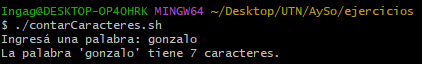 Ingag@DESKTOP-OP4OHRK MINGW64 ~/Desktop/UTN/AySo/ejercicios
$ ./contarCaracteres.sh
Ingresá una palabra: gonzalo
La palabra 'gonzalo' tiene 7 caracteres.